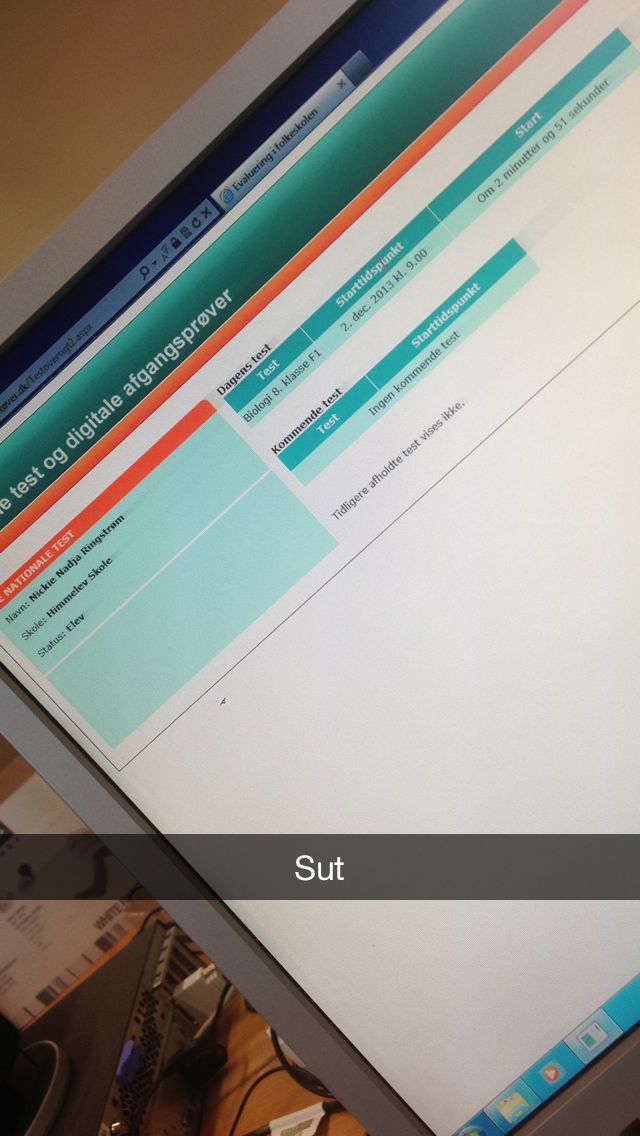 Evaluering i folkeskolen
røver.dk/Testoversigt2.aspx
e test og digitale afgangsprøver
E NATIONALE TEST
Navn: Nickie Nadja Ringstrøm
Skole: Himmelev Skole
Status: Elev
Dagens test
Test Starttidspunkt Start
Biologi 8. klasse F1 2. dec. 2013 kl. 9.00 Om 2 minutter og 51 sekunder
Kommende test
Test Starttidspunkt
Ingen kommende test
Tidligere afholdte test vises ikke.
Sut